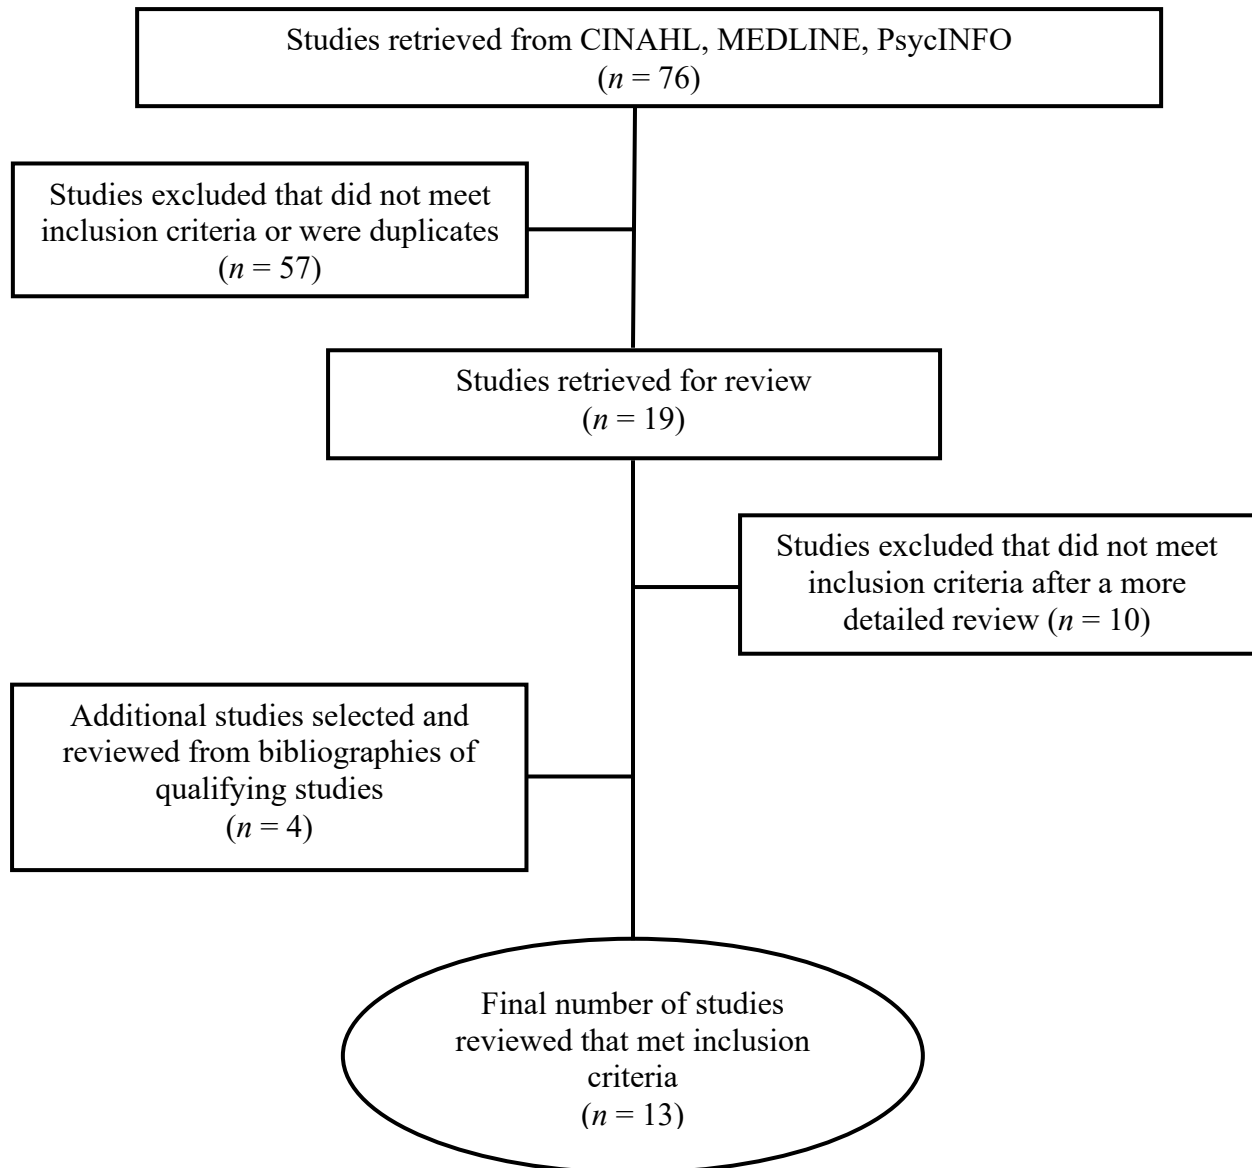 Studies retrieved from CINAHL, MEDLINE, PsycINFO
(n = 76)
Studies excluded that did not meet
inclusion criteria or were duplicates
(n = 57)
Studies retrieved for review
(n = 19)
Studies excluded that did not meet
inclusion criteria after a more
detailed review (n = 10)
Additional studies selected and
reviewed from bibliographies of
qualifying studies
(n = 4)
Final number of studies
reviewed that met inclusion
criteria
(n = 13)